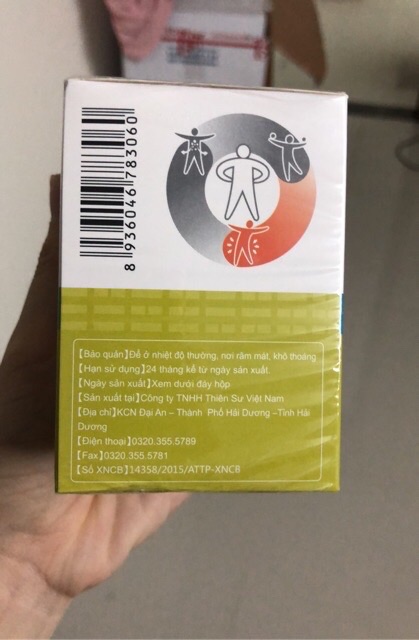 8 936046 783060
【Bảo quản】Để ở nhiệt độ thường, nơi râm mát, khô thoáng
【Hạn sử dụng】24 tháng kể từ ngày sản xuất.
【Ngày sản xuất】Xem dưới đáy hộp
【Sản xuất tại】Công ty TNHH Thiên Sư Việt Nam
【Địa chỉ】KCN Đại An – Thành Phố Hải Dương –Tỉnh Hải
Dương
【Điện thoại】0320.355.5789
【Fax】0320.355.5781
【Số XNCB】14358/2015/ATTP-XNCB